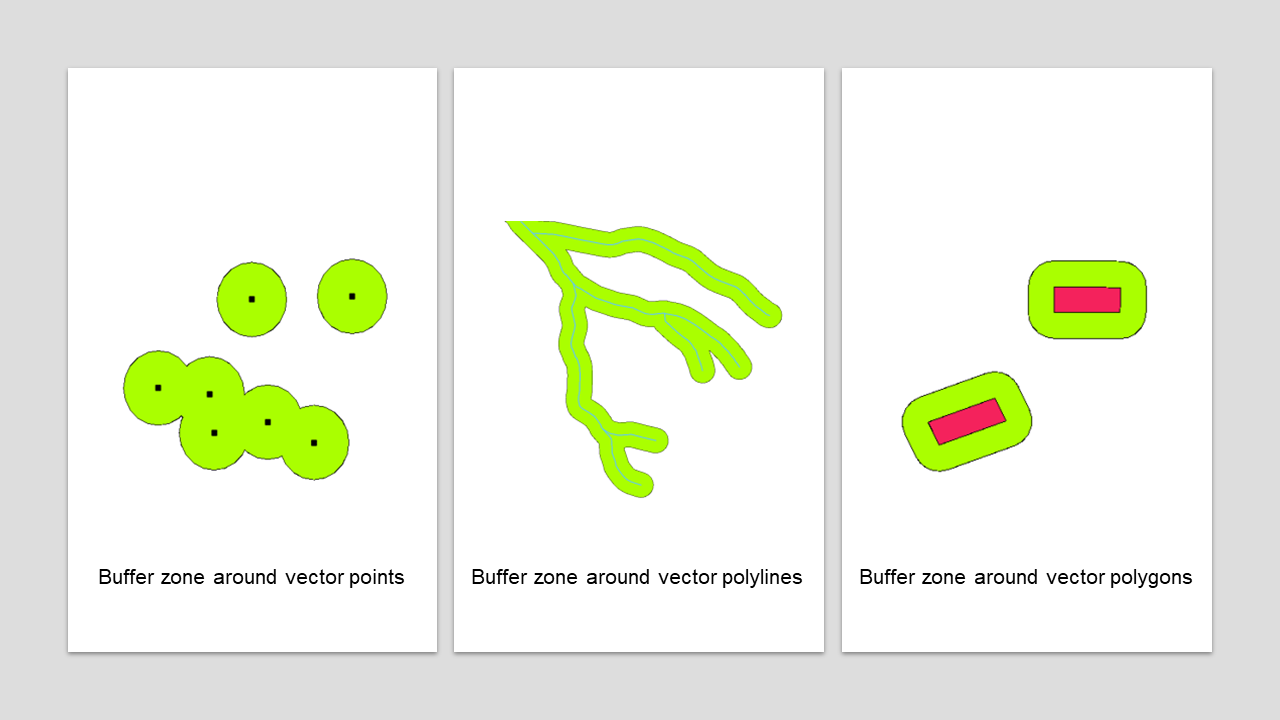 Buffer zone around vector points
Buffer zone around vector polylines
Buffer zone around vector polygons